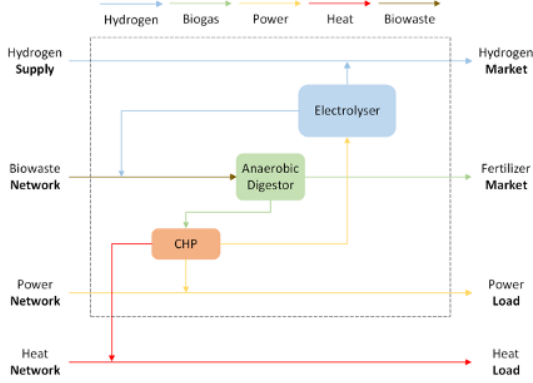 Hydrogen Biogas Power Heat Biowaste
Hydrogen
Supply
Hydrogen
Market
Electrolyser
Biowaste
Network
Anaerobic
Digestor
Fertilizer
Market
CHP
Power
Network
Power
Load
Heat
Network
Heat
Load